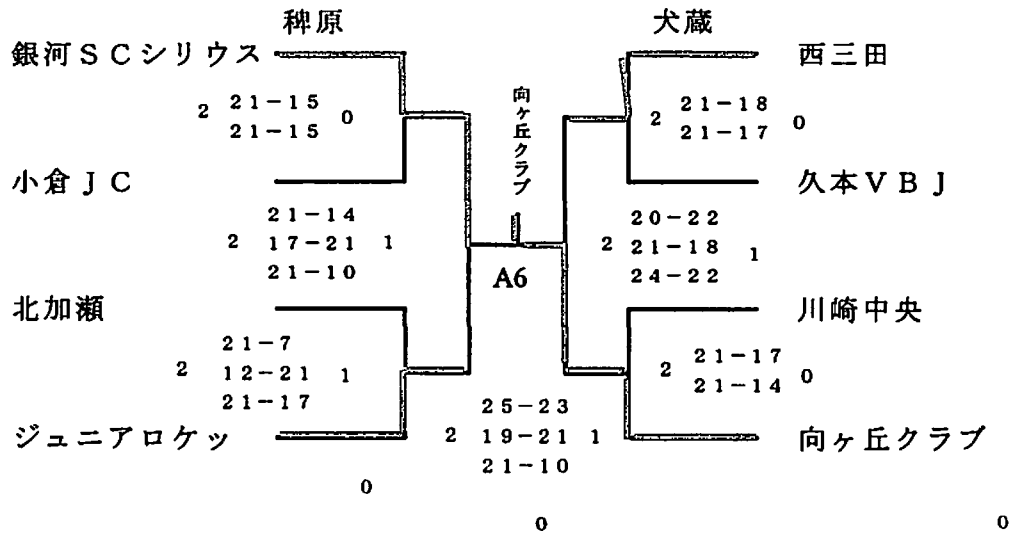 稗原
犬蔵
銀河ＳＣシリウス
西三田
2 21-15 0
21-15
向ヶ丘クラブ
2 21-18 0
21-17
小倉ＪＣ
久本ＶＢＪ
21-14
2 17-21 1
21-10
20-22
2 21-18 1
24-22
A6
北加瀬
川崎中央
21-7
2 12-21 1
21-17
2 21-17 0
21-14
25-23
2 19-21 1
21-10
ジュニアロケッ
向ヶ丘クラブ
0
0
0